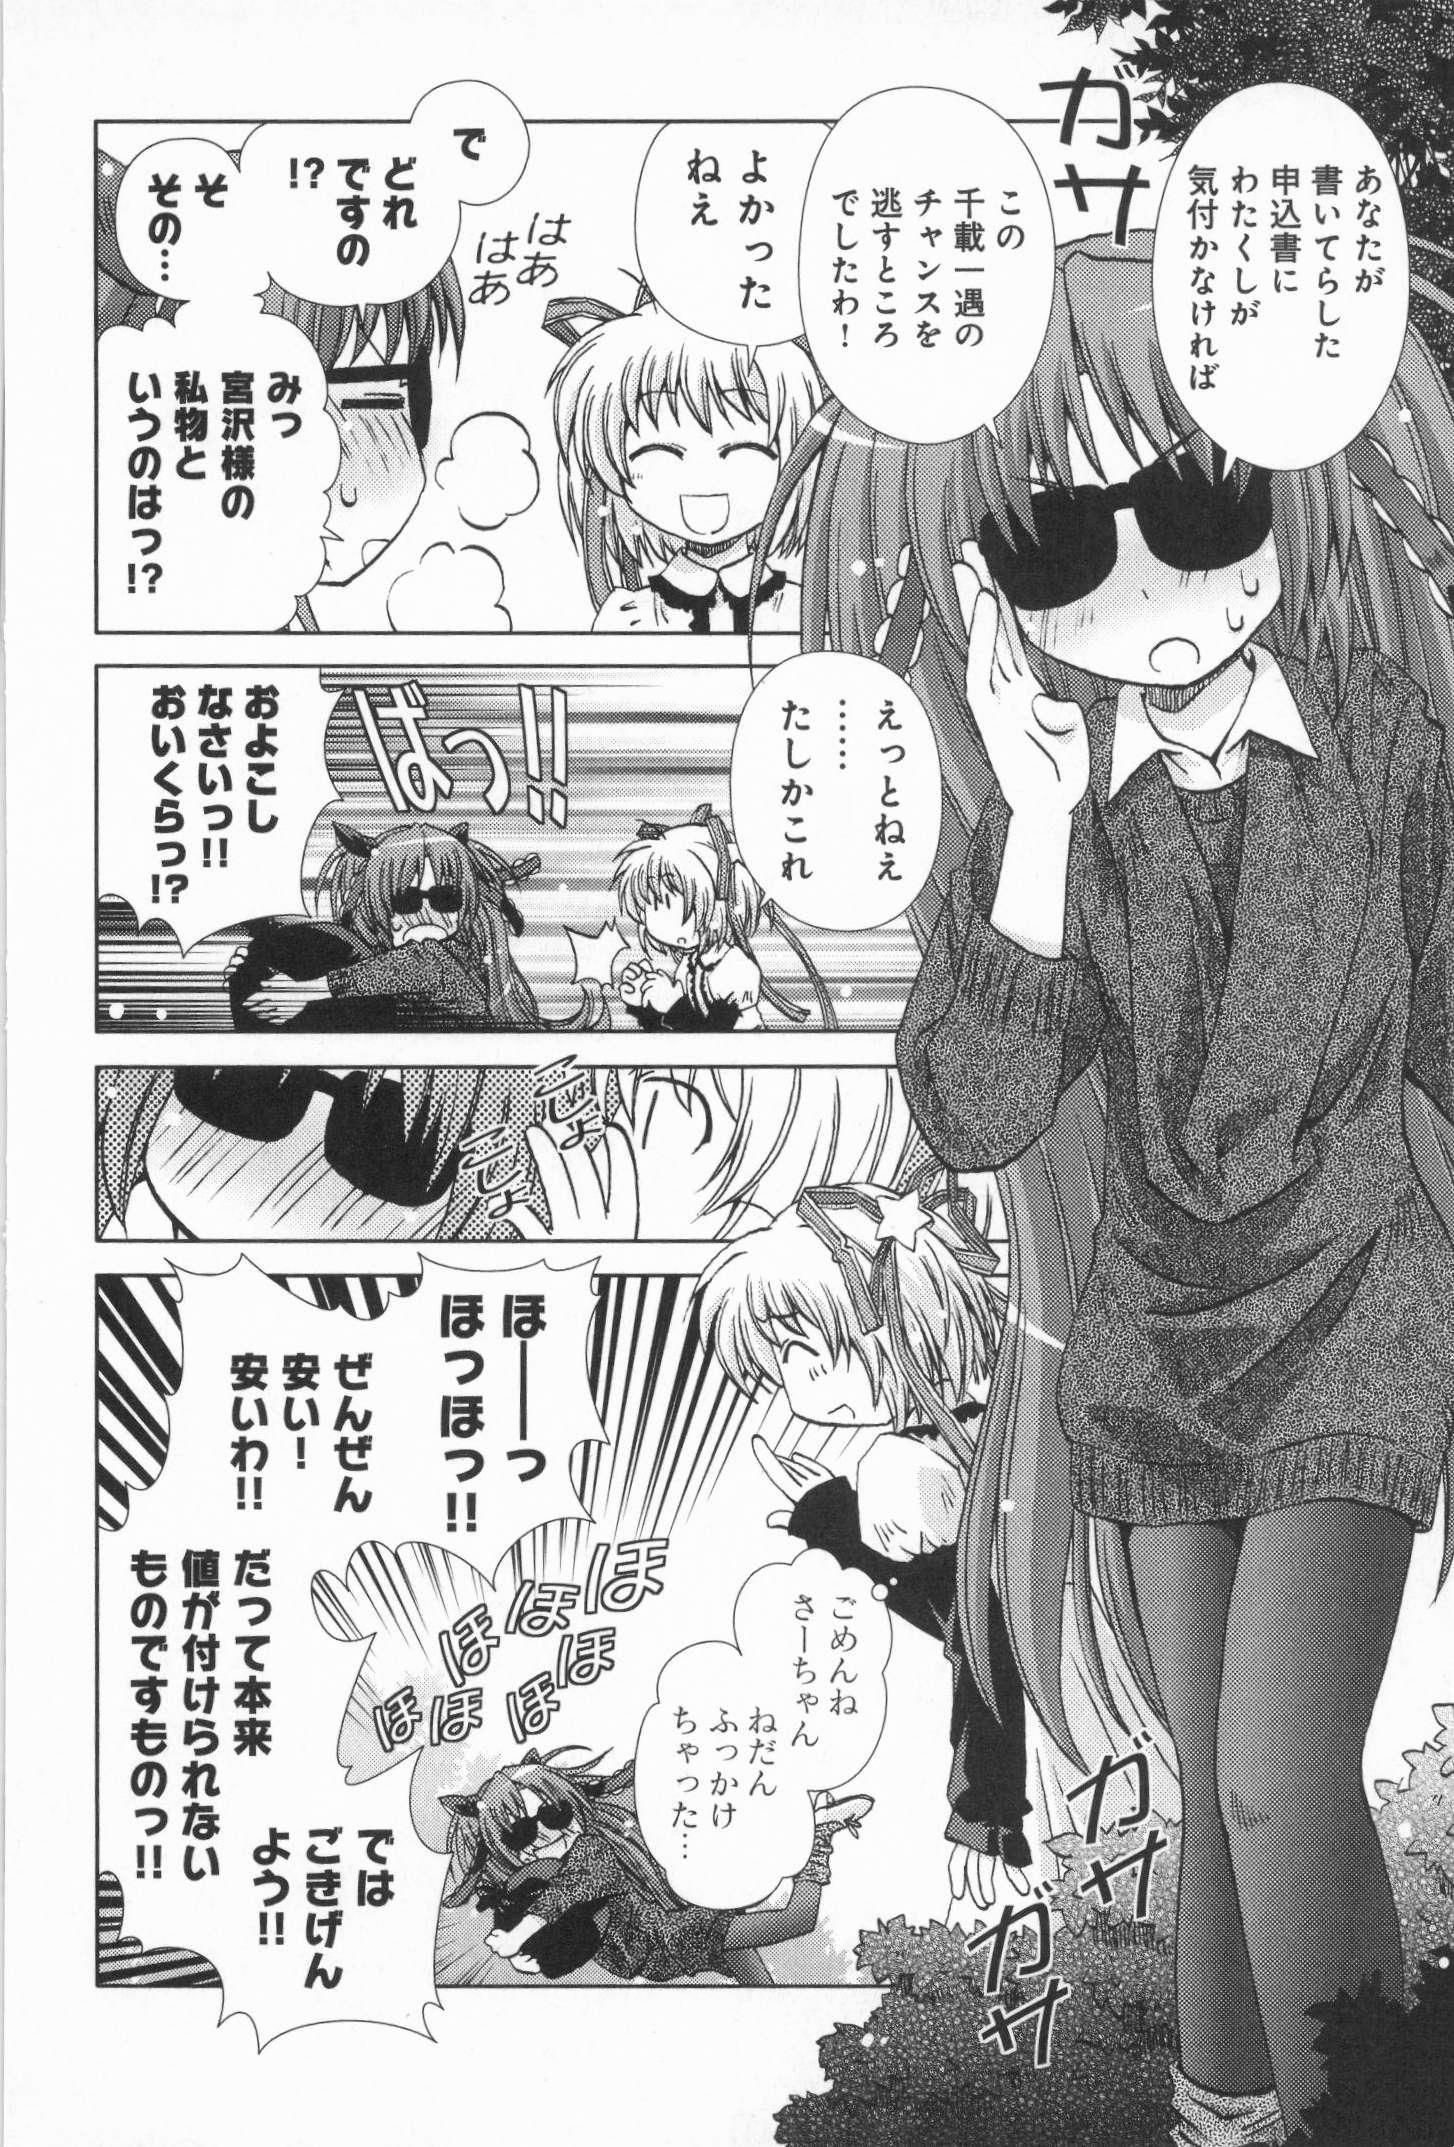 ガサ
あなたが
書いてらした
申込書に
わたくしが
気付かなければ
この
千載一遇の
チャンスを
逃すところ
でしたわ！
よかった
ねえ
はあ
はあ
で
どれ
ですの
!?
そ
その…
みっ
宮沢様の
私物と
いうのはっ!?
えっとねえ
……
たしかこれ
ばっ!!
およこし
なさいっ!!
おいくらっ!?
こしょ
こしょ
ほーーっ
ほっほっ!!
ぜんぜん
安い！
安いわ!!
だって本来
値が付けられない
ものですものっ!!
では
ごきげん
よう!!
ほほほ
ほほほほ
ごめんね
さーちゃん
ねだん
ふっかけ
ちゃった…
ガサ
ガサ